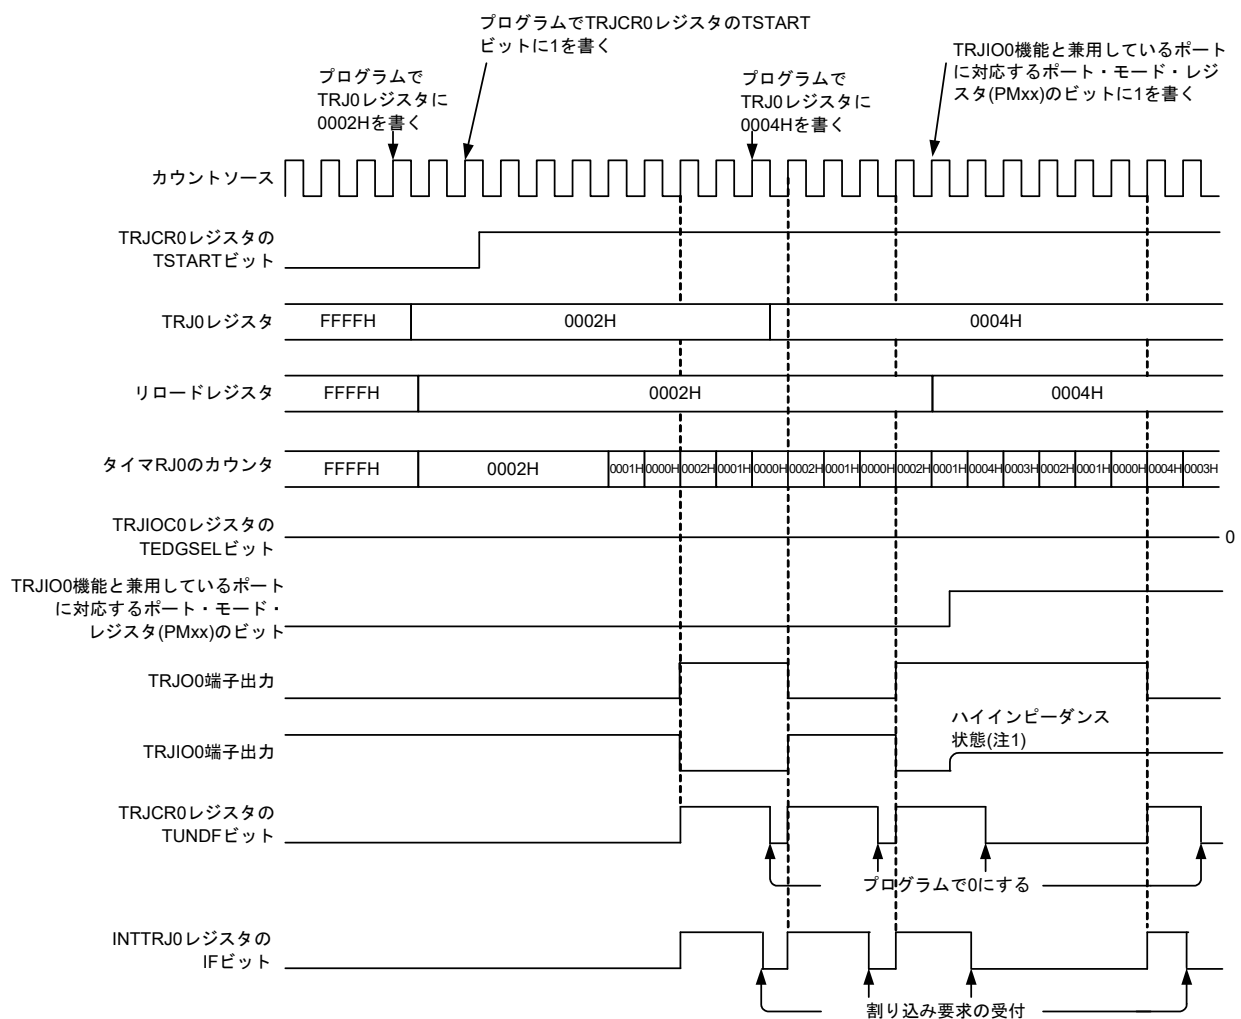 プログラムでTRJCR0レジスタのTSTART
ビットに1を書く
TRJIO0機能と兼用しているポート
に対応するポート・モード・レジ
スタ(PMxx)のビットに1を書く
プログラムで
TRJ0レジスタに
0002Hを書く
プログラムで
TRJ0レジスタに
0004Hを書く
カウントソース
TRJCR0レジスタの
TSTARTビット
TRJ0レジスタ
FFFFH
0002H
0004H
リロードレジスタ
FFFFH
0002H
0004H
タイマRJ0のカウンタ
FFFFH
0002H
0001H
0000H
0002H
0001H
0000H
0002H
0001H
0000H
0002H
0001H
0004H
0003H
0002H
0001H
0000H
0004H
0003H
TRJIOC0レジスタの
TEDGSELビット
0
TRJIO0機能と兼用しているポート
に対応するポート・モード・
レジスタ(PMxx)のビット
TRJO0端子出力
ハイインピーダンス
状態(注1)
TRJIO0端子出力
TRJCR0レジスタの
TUNDFビット
プログラムで0にする
INTTRJ0レジスタの
IFビット
割り込み要求の受付